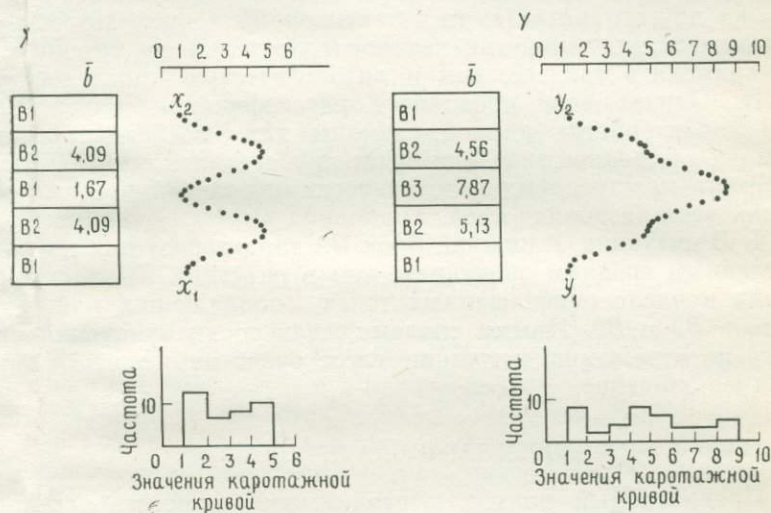 X
0 1 2 3 4 5 6
b̄
B1
B2 4,09
B1 1,67
B2 4,09
B1
x₂
x₁
Y
0 1 2 3 4 5 6 7 8 9 10
b̄
B1
B2 4,56
B3 7,87
B2 5,13
B1
y₂
y₁
Частота
10
0 1 2 3 4 5 6
Значения каротажной
кривой
Частота
10
0 1 2 3 4 5 6 7 8 9 10
Значения каротажной
кривой